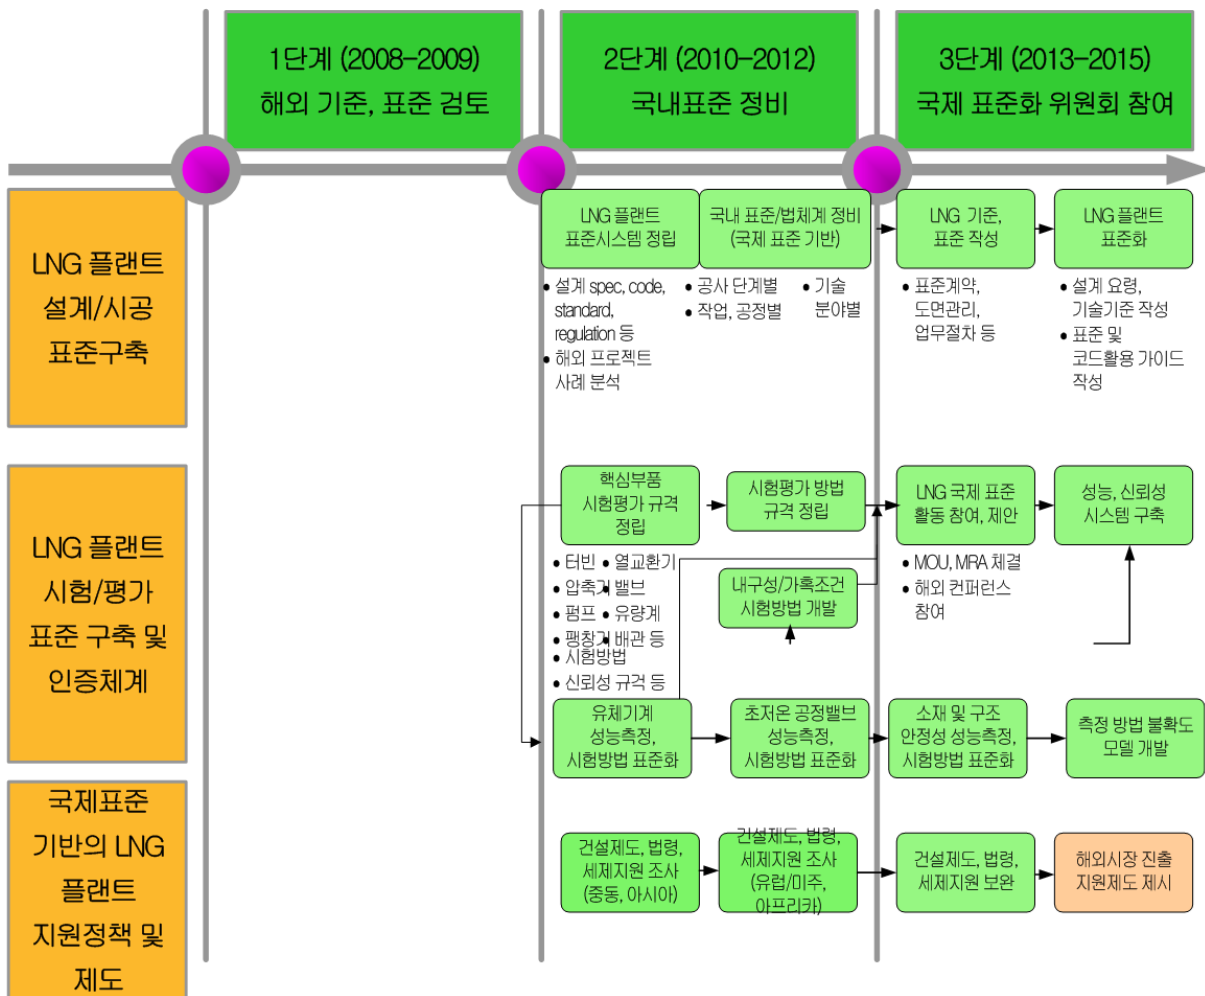 1단계 (2008-2009)
해외 기준, 표준 검토
2단계 (2010-2012)
국내표준 정비
3단계 (2013-2015)
국제 표준화 위원회 참여
LNG 플랜트
설계/시공
표준구축
LNG 플랜트
표준시스템 정립
• 설계 spec, code,
standard,
regulation 등
• 해외 프로젝트
사례 분석
국내 표준/법체계 정비
(국제 표준 기반)
• 공사 단계별
• 작업, 공정별
• 기술
분야별
LNG 기준,
표준 작성
• 표준계약,
도면관리,
업무절차 등
LNG 플랜트
표준화
• 설계 요령,
기술기준 작성
• 표준 및
코드활용 가이드
작성
LNG 플랜트
시험/평가
표준 구축 및
인증체계
핵심부품
시험평가 규격
정립
• 터빈 • 열교환기
• 압축기 • 밸브
• 펌프 • 유량계
• 팽창기 • 배관 등
• 시험방법
• 신뢰성 규격 등
시험평가 방법
규격 정립
내구성/가혹조건
시험방법 개발
LNG 국제 표준
활동 참여, 제안
• MOU, MRA 체결
• 해외 컨퍼런스
참여
성능, 신뢰성
시스템 구축
유체기계
성능측정,
시험방법 표준화
초저온 공정밸브
성능측정,
시험방법 표준화
소재 및 구조
안정성 성능측정,
시험방법 표준화
측정 방법 불확도
모델 개발
국제표준
기반의 LNG
플랜트
지원정책 및
제도
건설제도, 법령,
세제지원 조사
(중동, 아시아)
건설제도, 법령,
세제지원 조사
(유럽/미주,
아프리카)
건설제도, 법령,
세제지원 보완
해외시장 진출
지원제도 제시